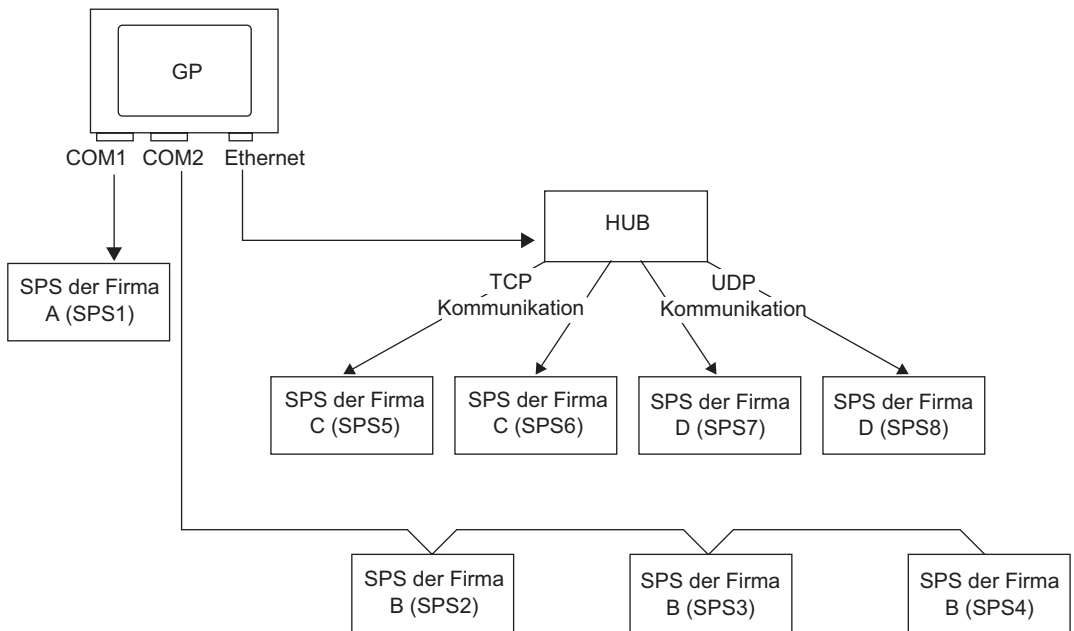 GP
COM1 COM2 Ethernet
HUB
SPS der Firma
A (SPS1)
TCP
Kommunikation
UDP
Kommunikation
SPS der Firma
C (SPS5)
SPS der Firma
C (SPS6)
SPS der Firma
D (SPS7)
SPS der Firma
D (SPS8)
SPS der Firma
B (SPS2)
SPS der Firma
B (SPS3)
SPS der Firma
B (SPS4)